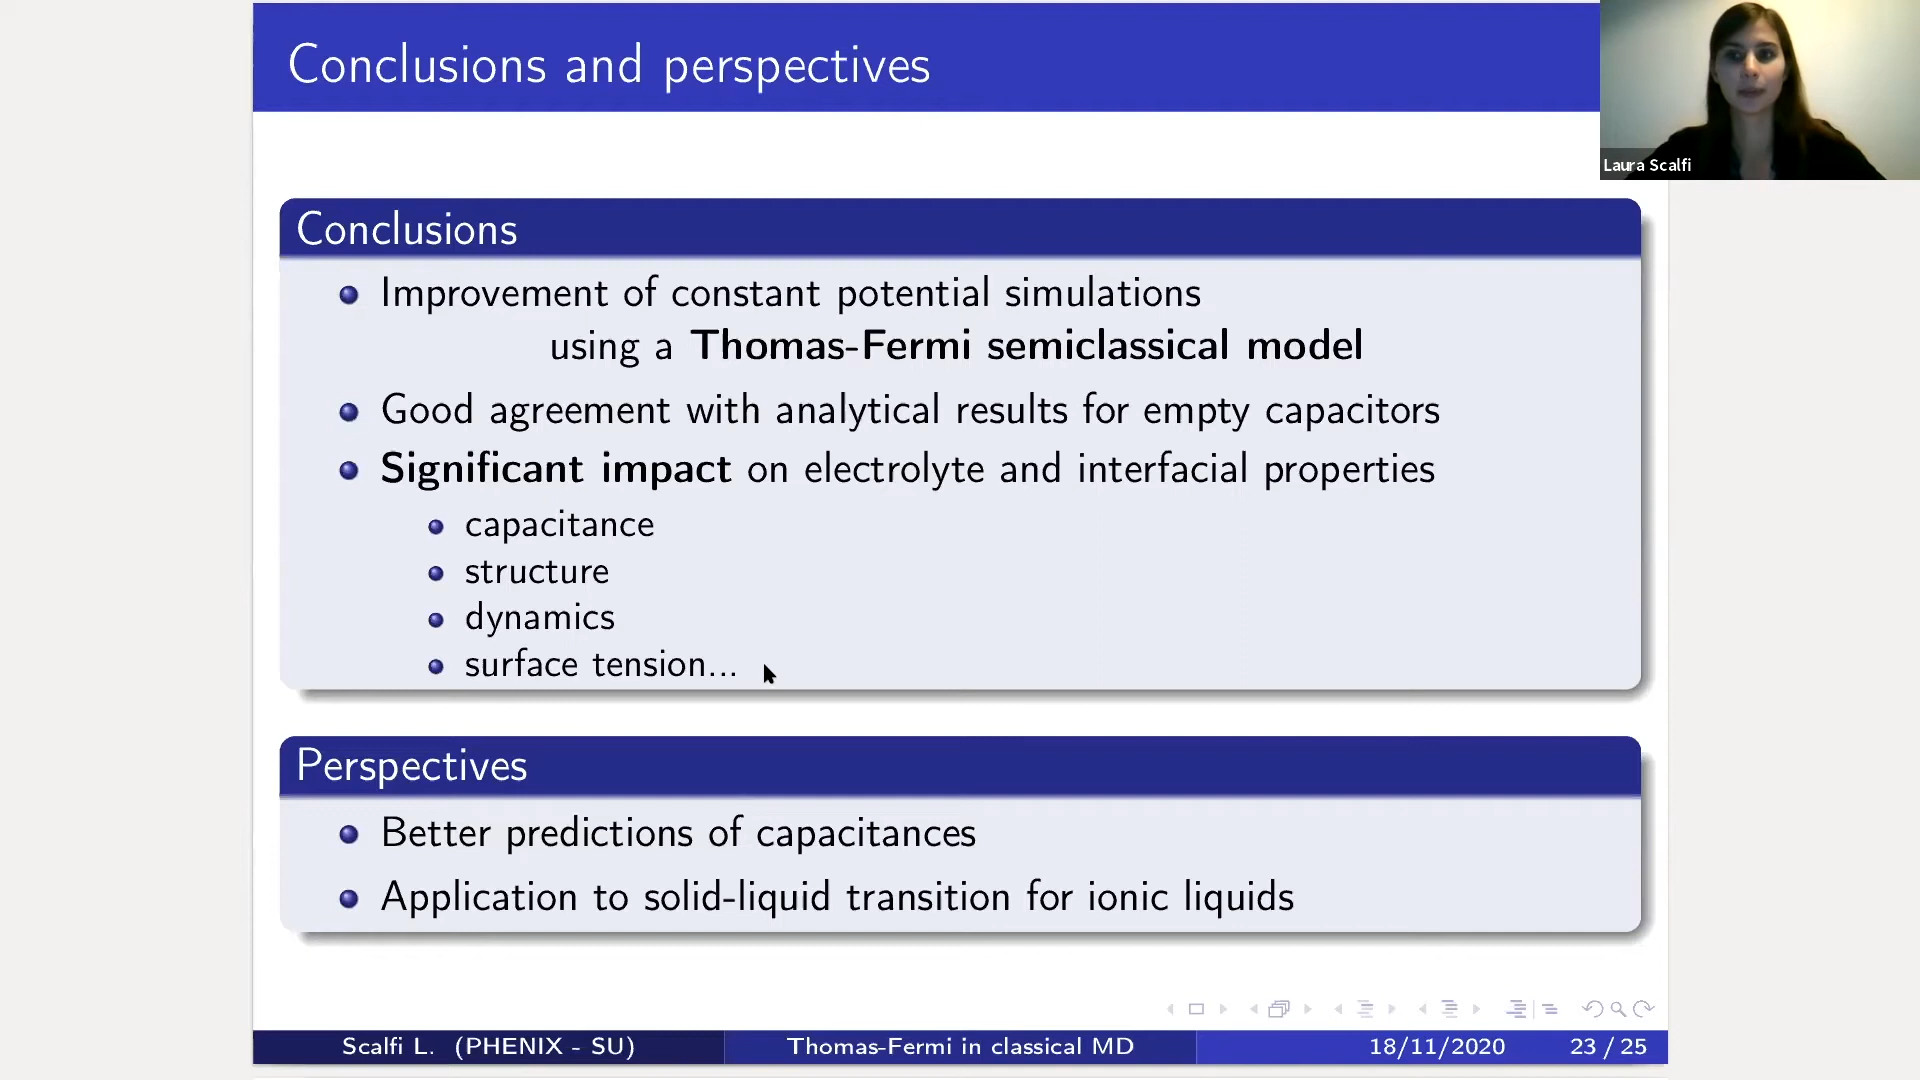 Conclusions and perspectives
Laura Scalfi
Conclusions
Improvement of constant potential simulations
using a Thomas-Fermi semiclassical model
Good agreement with analytical results for empty capacitors
Significant impact on electrolyte and interfacial properties
capacitance
structure
dynamics
surface tension...
Perspectives
Better predictions of capacitances
Application to solid-liquid transition for ionic liquids
Scalfi L. (PHENIX - SU)
Thomas-Fermi in classical MD
18/11/2020
23 / 25